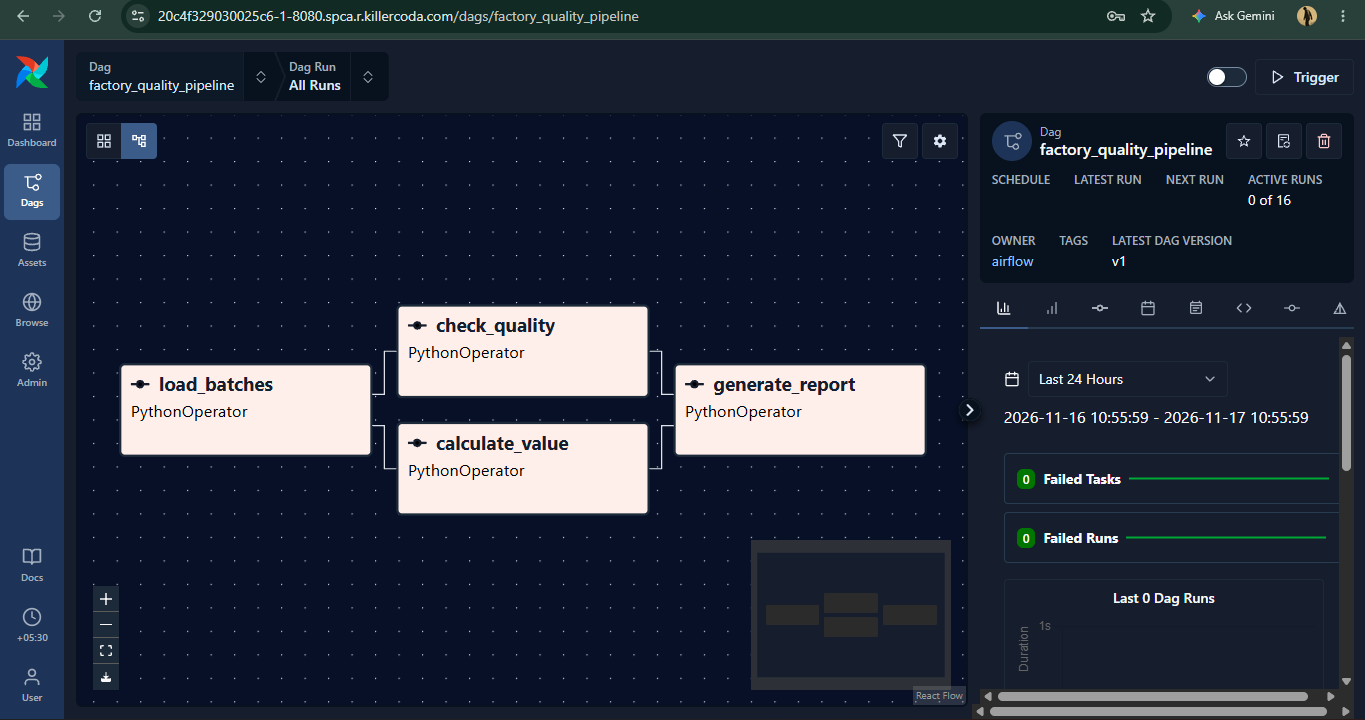 20c4f329030025c6-1-8080.spca.r.killercoda.com/dags/factory_quality_pipeline
Ask Gemini
Dag
factory_quality_pipeline
Dag Run
All Runs
Trigger
Dashboard
Dags
Assets
Browse
Admin
Docs
+05:30
User
load_batches
PythonOperator
check_quality
PythonOperator
calculate_value
PythonOperator
generate_report
PythonOperator
React Flow
Dag
factory_quality_pipeline
SCHEDULE
LATEST RUN
NEXT RUN
ACTIVE RUNS
0 of 16
OWNER
TAGS
LATEST DAG VERSION
airflow
v1
Last 24 Hours
2026-11-16 10:55:59 - 2026-11-17 10:55:59
0 Failed Tasks
0 Failed Runs
Last 0 Dag Runs
1s
Duration